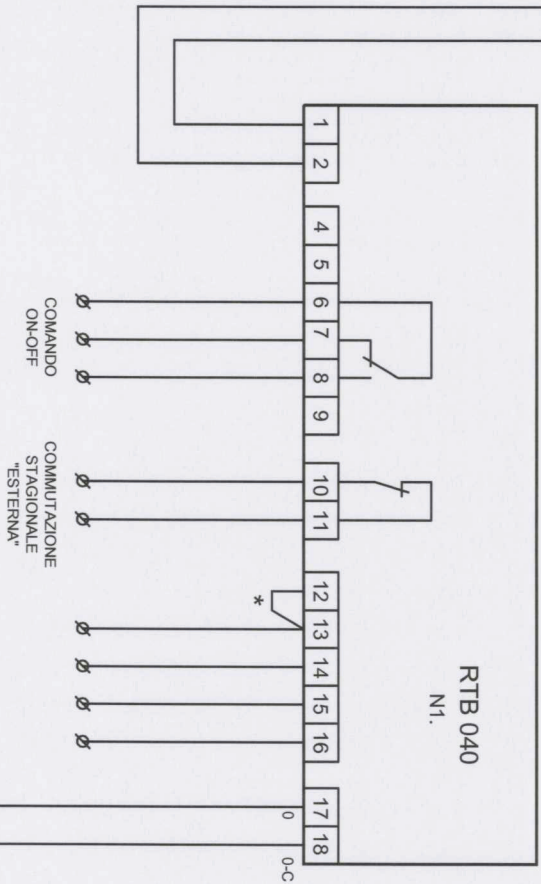 RTB 040
N1.
1
2
4
5
6
7
8
9
10
11
12
*
13
14
15
16
17
18
0
0-C
COMANDO
ON-OFF
COMMUTAZIONE
STAGIONALE
"ESTERNA"